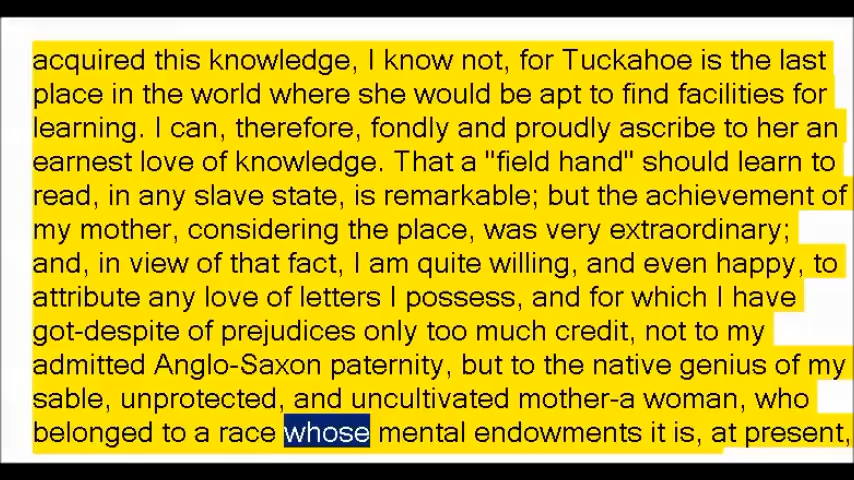 acquired this knowledge, I know not, for Tuckahoe is the last
place in the world where she would be apt to find facilities for
learning. I can, therefore, fondly and proudly ascribe to her an
earnest love of knowledge. That a "field hand" should learn to
read, in any slave state, is remarkable; but the achievement of
my mother, considering the place, was very extraordinary;
and, in view of that fact, I am quite willing, and even happy, to
attribute any love of letters I possess, and for which I have
got-despite of prejudices only too much credit, not to my
admitted Anglo-Saxon paternity, but to the native genius of my
sable, unprotected, and uncultivated mother-a woman, who
belonged to a race whose mental endowments it is, at present,